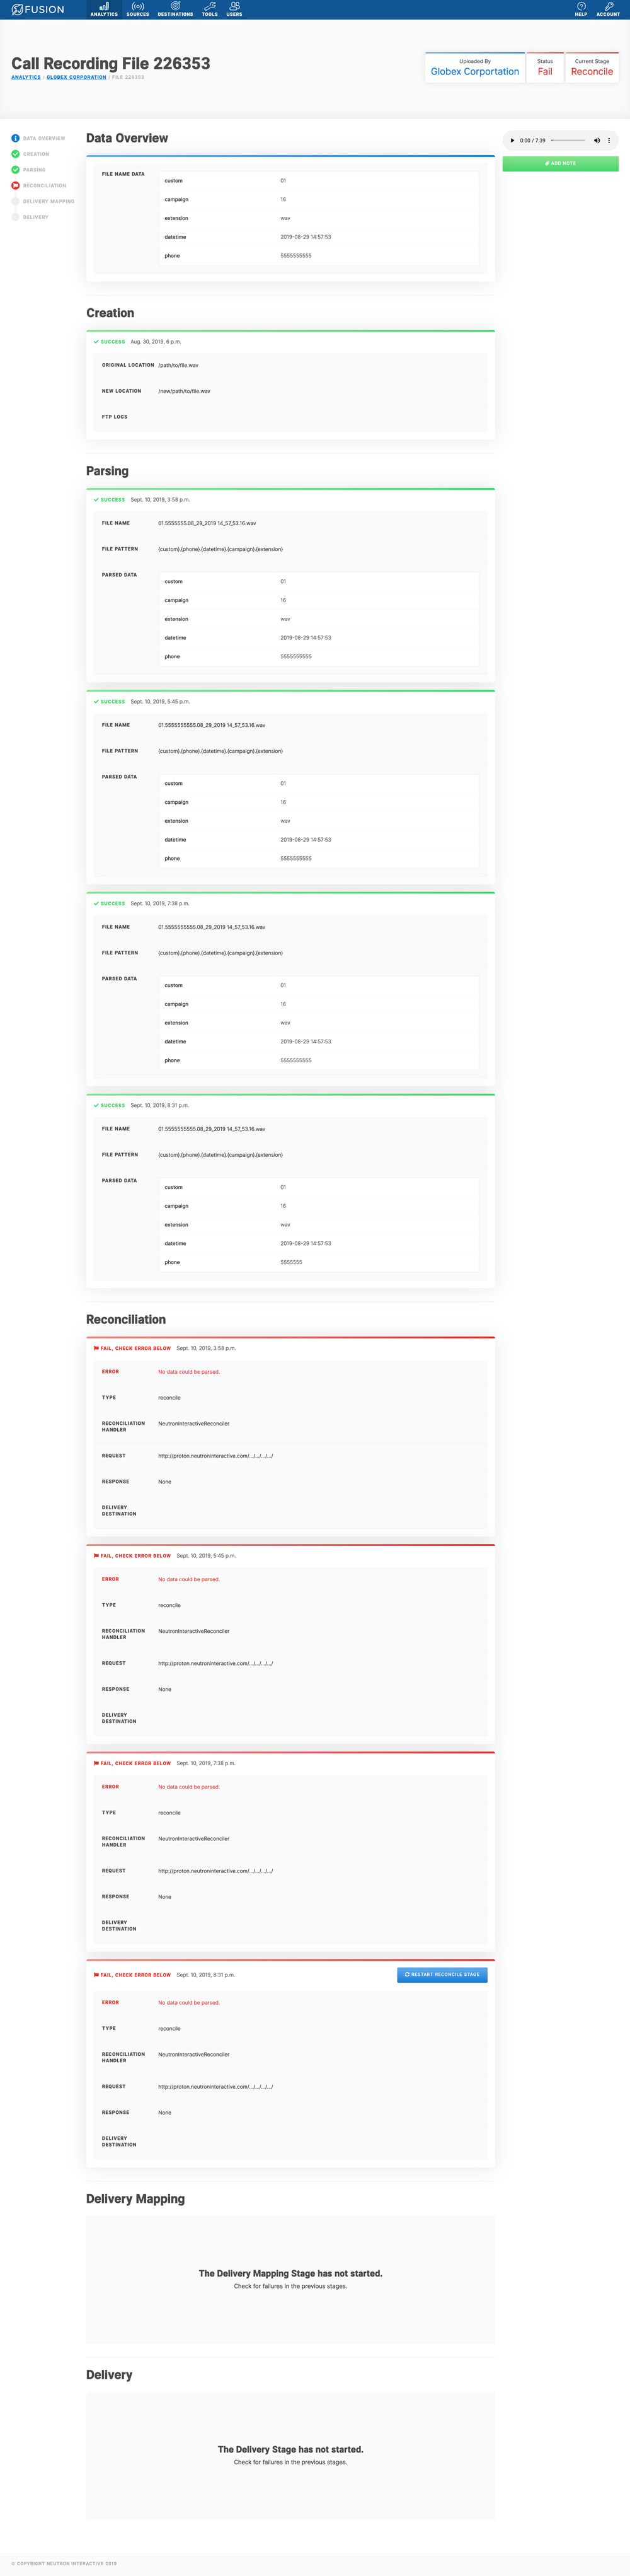 FUSION
ANALYTICS SOURCES DESTINATIONS TOOLS USERS HELP ACCOUNT
Call Recording File 226353
ANALYTICS / GLOBEX CORPORATION / FILE 226353
Uploaded By
Globex Corportation
Status
Fail
Current Stage
Reconcile
DATA OVERVIEW
CREATION
PARSING
RECONCILIATION
DELIVERY MAPPING
DELIVERY
0:00 / 7:39
ADD NOTE
Data Overview
FILE NAME DATA
custom 01
campaign 16
extension wav
datetime 2019-08-29 14:57:53
phone 5555555555
Creation
SUCCESS Aug. 30, 2019, 6 p.m.
ORIGINAL LOCATION /path/to/file.wav
NEW LOCATION /new/path/to/file.wav
FTP LOGS
Parsing
SUCCESS Sept. 10, 2019, 3:58 p.m.
FILE NAME 01.5555555.08_29_2019 14_57_53.16.wav
FILE PATTERN {custom}.{phone}.{datetime}.{campaign}.{extension}
PARSED DATA
custom 01
campaign 16
extension wav
datetime 2019-08-29 14:57:53
phone 5555555555
SUCCESS Sept. 10, 2019, 5:45 p.m.
FILE NAME 01.5555555555.08_29_2019 14_57_53.16.wav
FILE PATTERN {custom}.{phone}.{datetime}.{campaign}.{extension}
PARSED DATA
custom 01
campaign 16
extension wav
datetime 2019-08-29 14:57:53
phone 5555555555
SUCCESS Sept. 10, 2019, 7:38 p.m.
FILE NAME 01.5555555555.08_29_2019 14_57_53.16.wav
FILE PATTERN {custom}.{phone}.{datetime}.{campaign}.{extension}
PARSED DATA
custom 01
campaign 16
extension wav
datetime 2019-08-29 14:57:53
phone 5555555555
SUCCESS Sept. 10, 2019, 8:31 p.m.
FILE NAME 01.5555555555.08_29_2019 14_57_53.16.wav
FILE PATTERN {custom}.{phone}.{datetime}.{campaign}.{extension}
PARSED DATA
custom 01
campaign 16
extension wav
datetime 2019-08-29 14:57:53
phone 5555555
Reconciliation
FAIL, CHECK ERROR BELOW Sept. 10, 2019, 3:58 p.m.
ERROR No data could be parsed.
TYPE reconcile
RECONCILIATION HANDLER NeutronInteractiveReconciler
REQUEST http://proton.neutroninteractive.com/.../.../.../.../
RESPONSE None
DELIVERY DESTINATION
FAIL, CHECK ERROR BELOW Sept. 10, 2019, 5:45 p.m.
ERROR No data could be parsed.
TYPE reconcile
RECONCILIATION HANDLER NeutronInteractiveReconciler
REQUEST http://proton.neutroninteractive.com/.../.../.../.../
RESPONSE None
DELIVERY DESTINATION
FAIL, CHECK ERROR BELOW Sept. 10, 2019, 7:38 p.m.
ERROR No data could be parsed.
TYPE reconcile
RECONCILIATION HANDLER NeutronInteractiveReconciler
REQUEST http://proton.neutroninteractive.com/.../.../.../.../
RESPONSE None
DELIVERY DESTINATION
FAIL, CHECK ERROR BELOW Sept. 10, 2019, 8:31 p.m.
RESTART RECONCILE STAGE
ERROR No data could be parsed.
TYPE reconcile
RECONCILIATION HANDLER NeutronInteractiveReconciler
REQUEST http://proton.neutroninteractive.com/.../.../.../.../
RESPONSE None
DELIVERY DESTINATION
Delivery Mapping
The Delivery Mapping Stage has not started.
Check for failures in the previous stages.
Delivery
The Delivery Stage has not started.
Check for failures in the previous stages.
© COPYRIGHT NEUTRON INTERACTIVE 2019